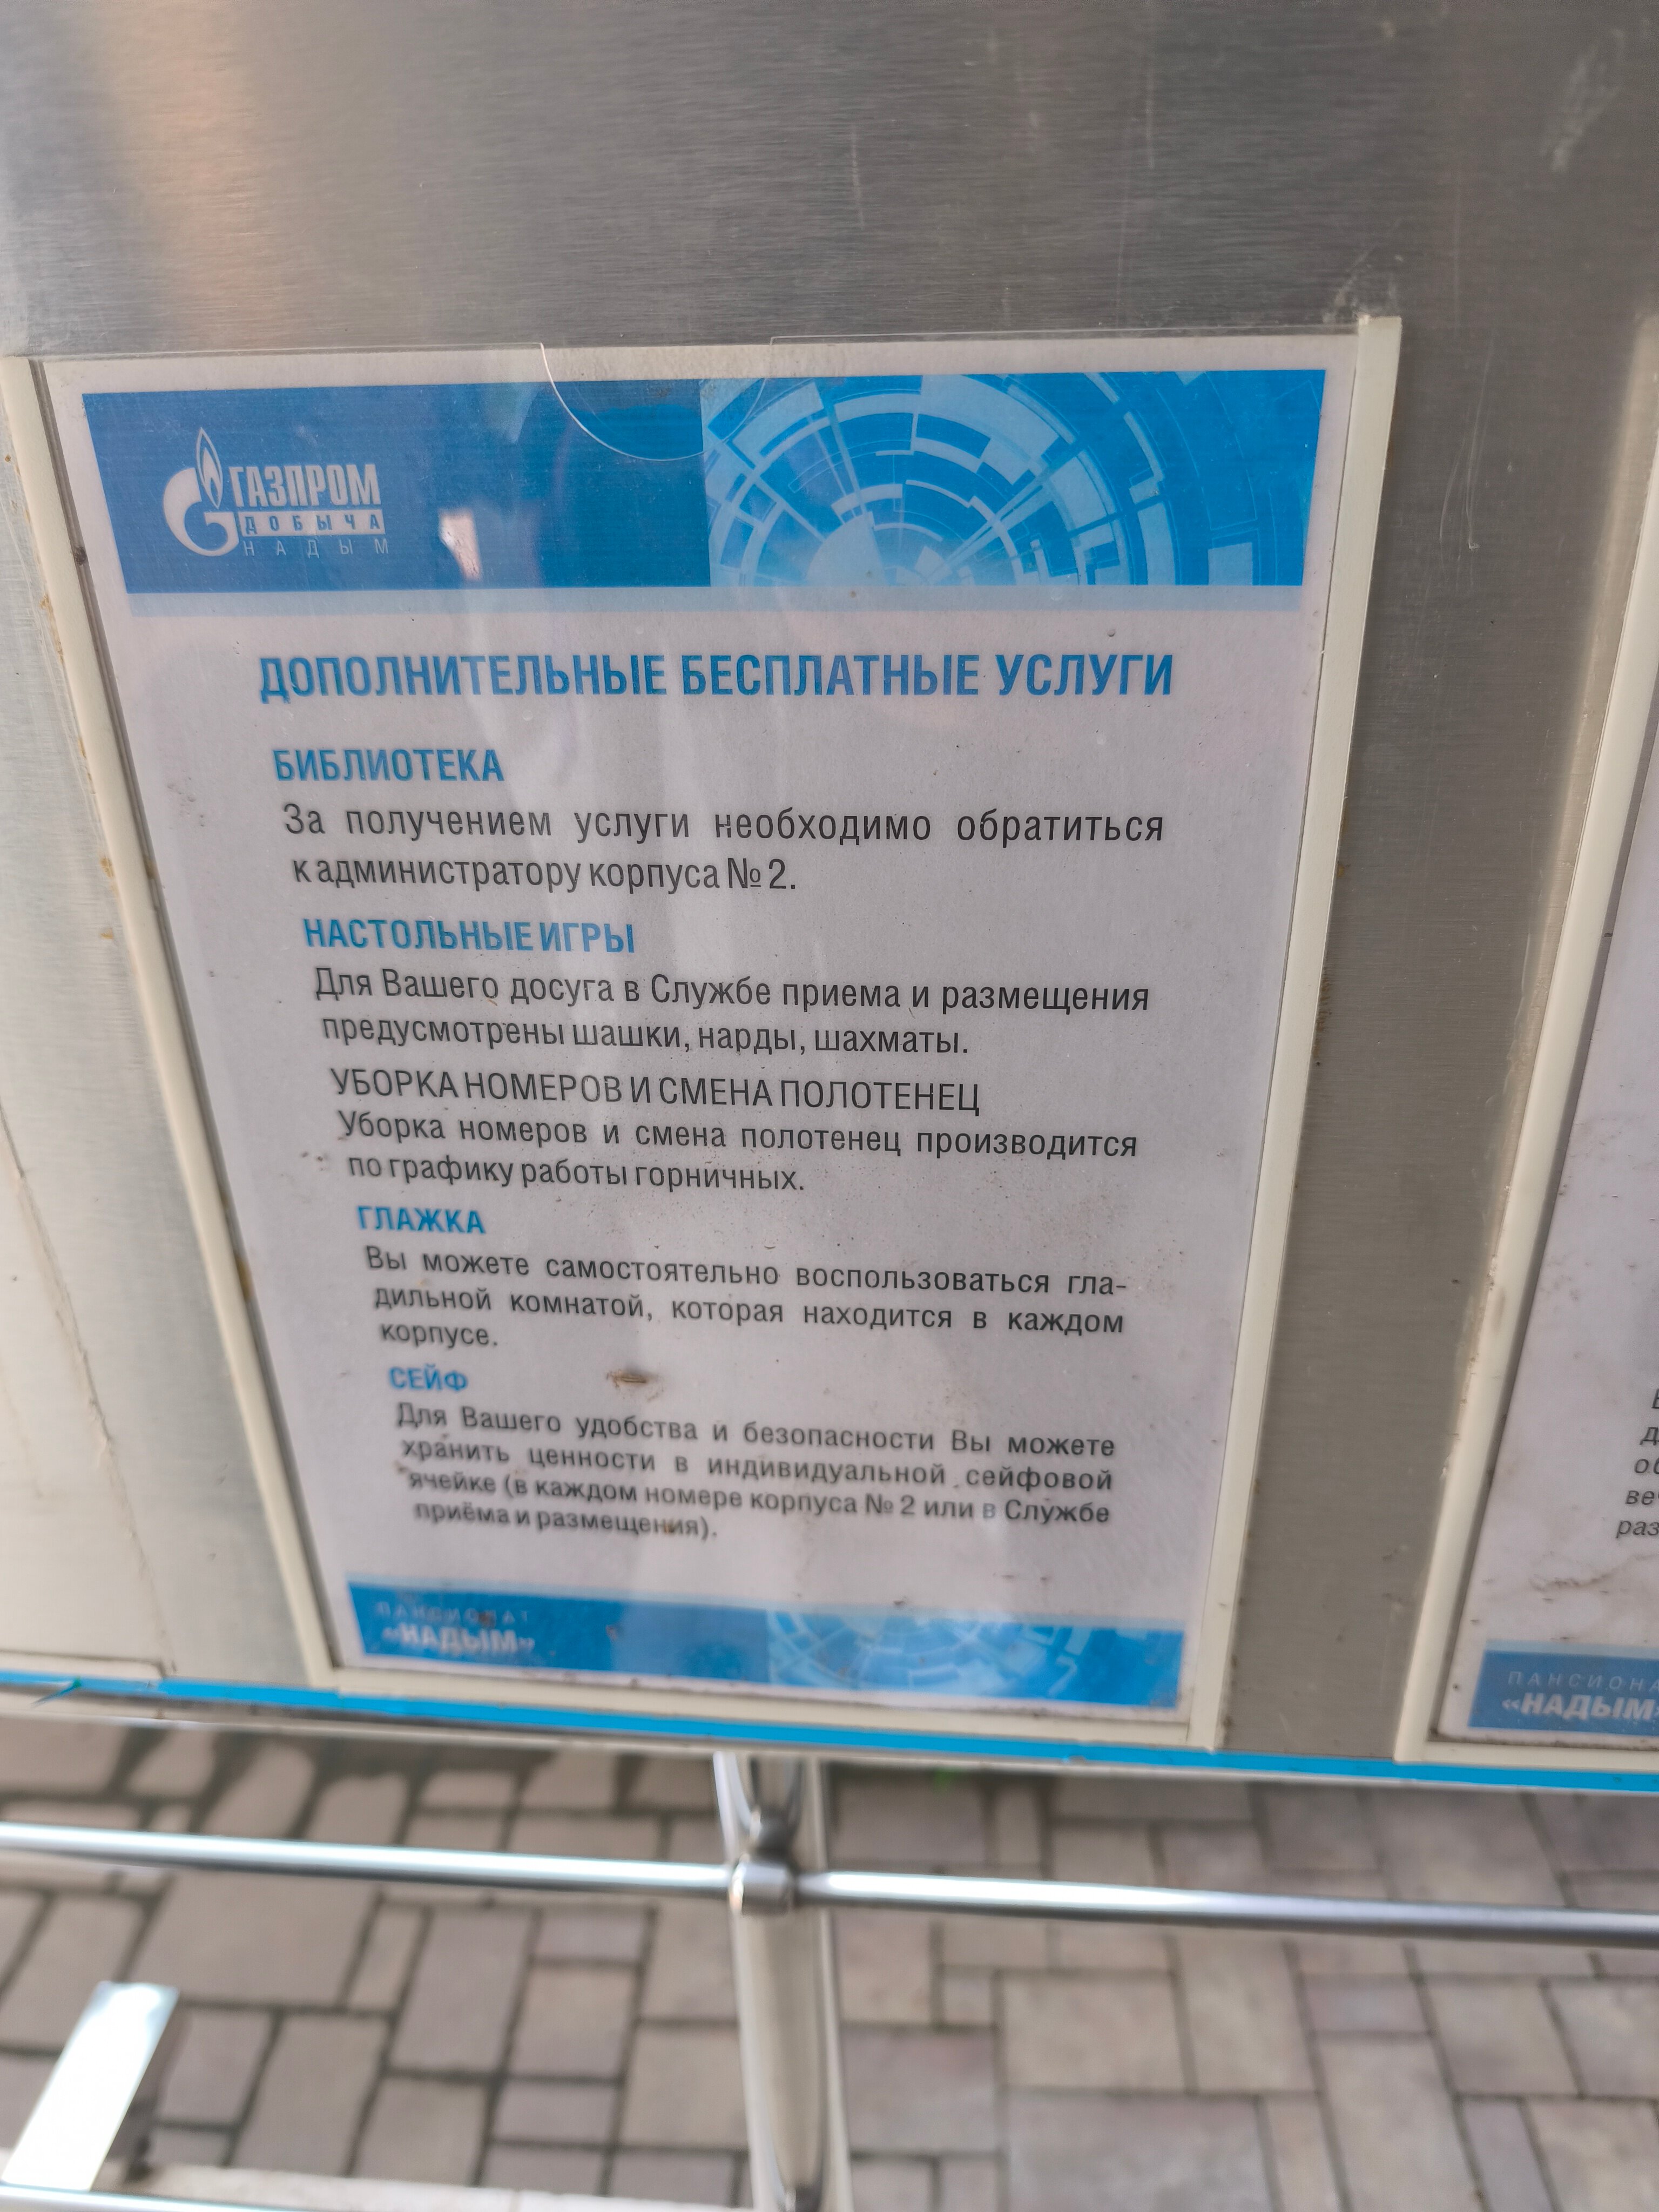 ГАЗПРОМ
ДОБЫЧА
НАДЫМ
ДОПОЛНИТЕЛЬНЫЕ БЕСПЛАТНЫЕ УСЛУГИ
БИБЛИОТЕКА
За получением услуги необходимо обратиться
к администратору корпуса № 2.
НАСТОЛЬНЫЕ ИГРЫ
Для Вашего досуга в Службе приема и размещения
предусмотрены шашки, нарды, шахматы.
УБОРКА НОМЕРОВ И СМЕНА ПОЛОТЕНЕЦ
Уборка номеров и смена полотенец производится
по графику работы горничных.
ГЛАЖКА
Вы можете самостоятельно воспользоваться гла-
дильной комнатой, которая находится в каждом
корпусе.
СЕЙФ
Для Вашего удобства и безопасности Вы можете
хранить ценности в индивидуальной сейфовой
ячейке (в каждом номере корпуса № 2 или в Службе
приёма и размещения).
ПАНСИОНАТ
«НАДЫМ»
ПАНСИОНА
«НАДЫМ»